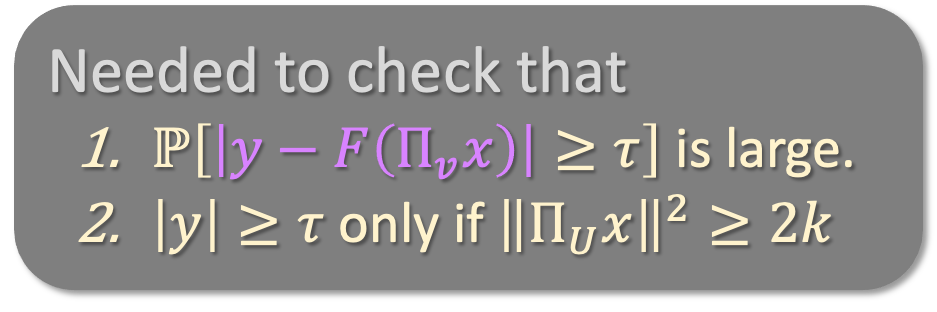 Needed to check that
1. ℙ[|y − F(Π_v x)| ≥ τ] is large.
2. |y| ≥ τ only if ‖Π_U x‖² ≥ 2k